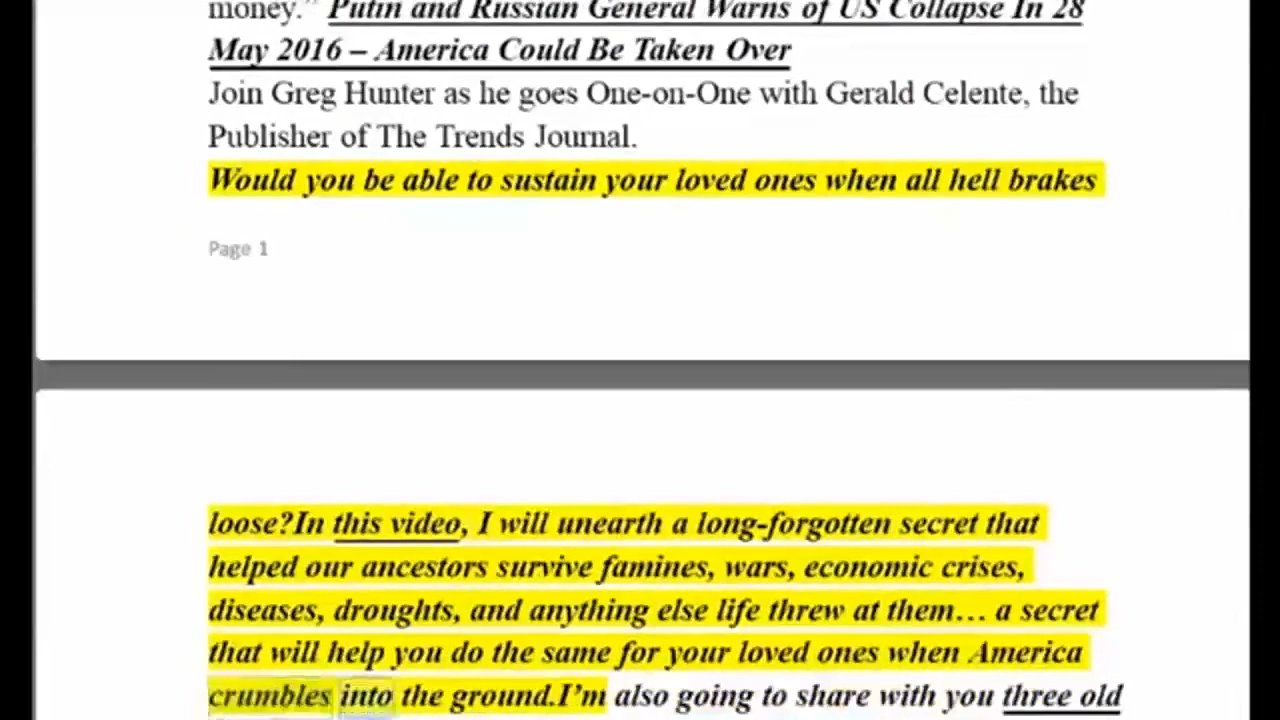 money.” Putin and Russian General Warns of US Collapse In 28
May 2016 – America Could Be Taken Over
Join Greg Hunter as he goes One-on-One with Gerald Celente, the
Publisher of The Trends Journal.
Would you be able to sustain your loved ones when all hell brakes
Page 1
loose?In this video, I will unearth a long-forgotten secret that
helped our ancestors survive famines, wars, economic crises,
diseases, droughts, and anything else life threw at them… a secret
that will help you do the same for your loved ones when America
crumbles into the ground.I’m also going to share with you three old